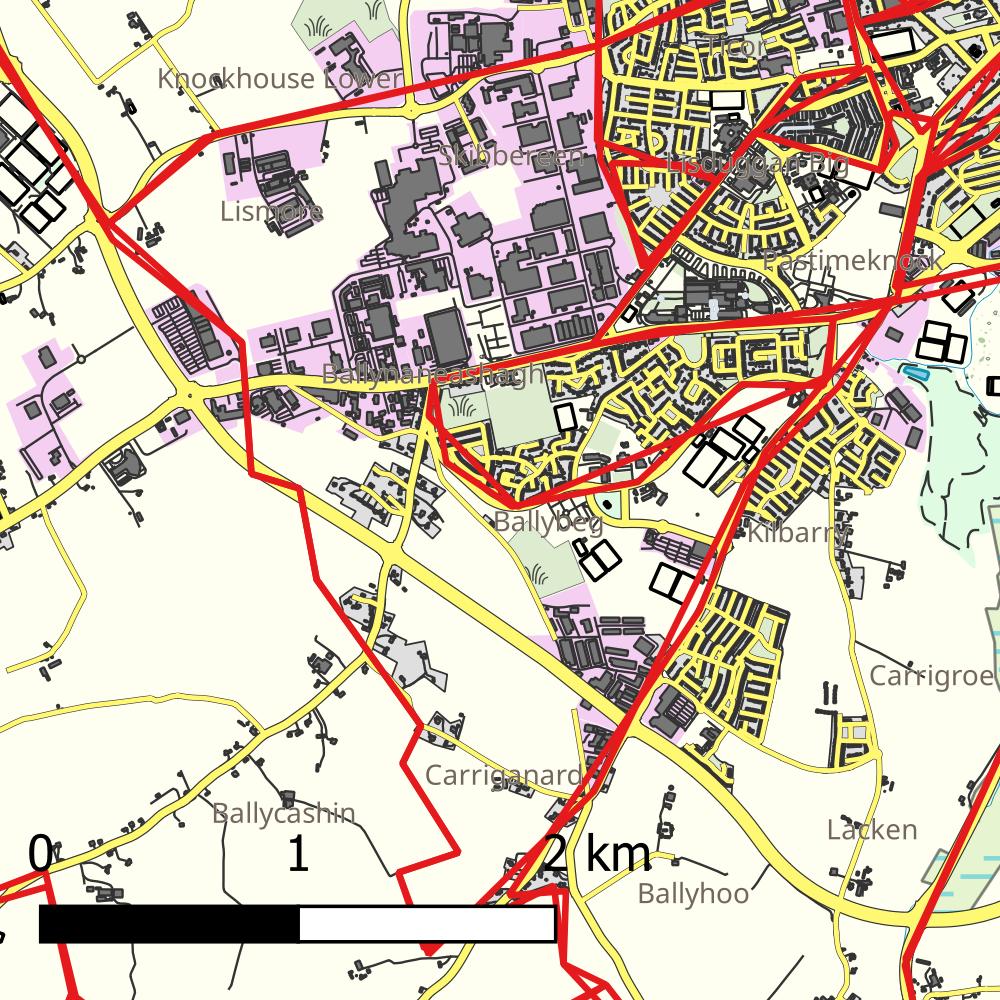 Ticor
Knockhouse Lower
Skibbereen
Lisduggan Big
Lismore
Pastimeknock
Ballynaneashagh
Ballybeg
Kilbarry
Carrigroe
Carriganard
Ballycashin
Lacken
0 1 2 km
Ballyhoo